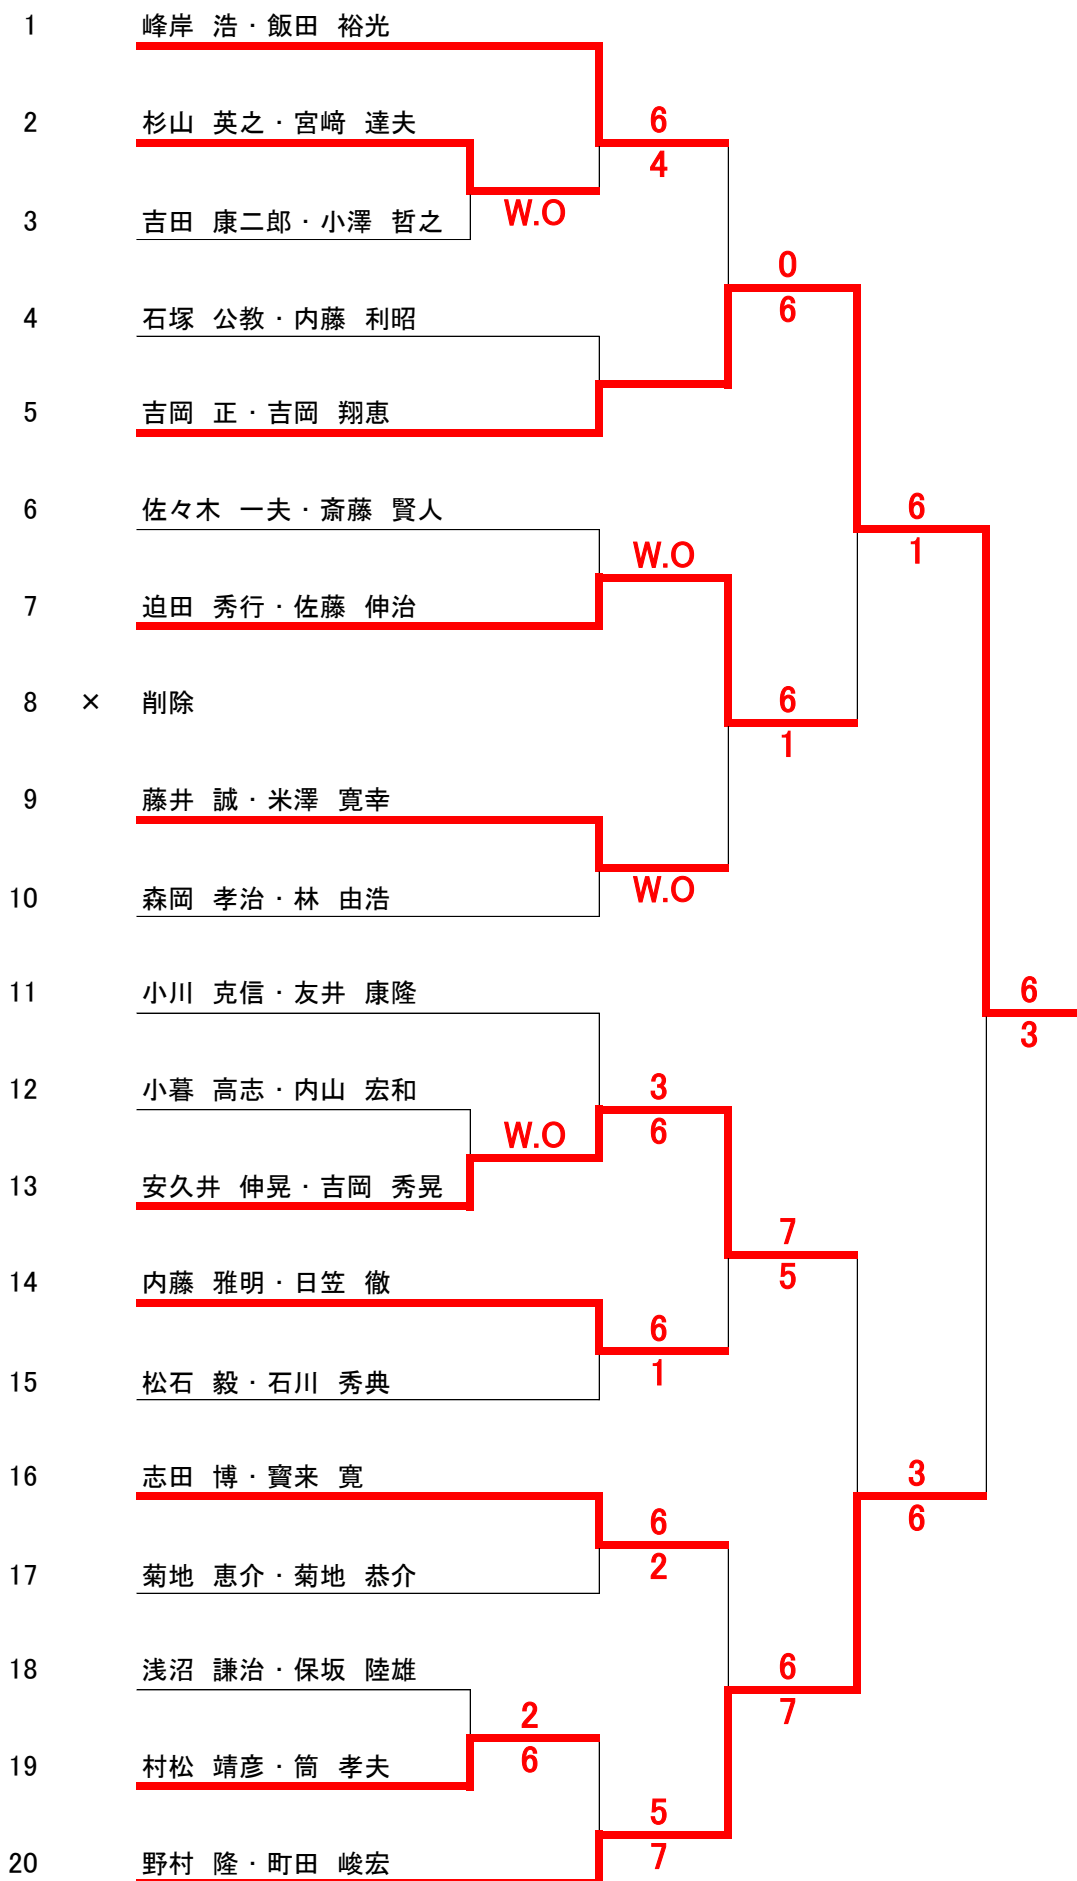 1 峰岸 浩・飯田 裕光
2 杉山 英之・宮﨑 達夫
6
4
W.O
3 吉田 康二郎・小澤 哲之
0
6
4 石塚 公教・内藤 利昭
5 吉岡 正・吉岡 翔恵
6 佐々木 一夫・斎藤 賢人
6
1
W.O
7 迫田 秀行・佐藤 伸治
8 × 削除
6
1
9 藤井 誠・米澤 寛幸
W.O
10 森岡 孝治・林 由浩
11 小川 克信・友井 康隆
6
3
12 小暮 高志・内山 宏和
3
6
W.O
13 安久井 伸晃・吉岡 秀晃
7
5
14 内藤 雅明・日笠 徹
6
1
15 松石 毅・石川 秀典
16 志田 博・寳来 寛
3
6
6
2
17 菊地 恵介・菊地 恭介
18 浅沼 謙治・保坂 陸雄
6
7
2
6
19 村松 靖彦・筒 孝夫
5
7
20 野村 隆・町田 峻宏